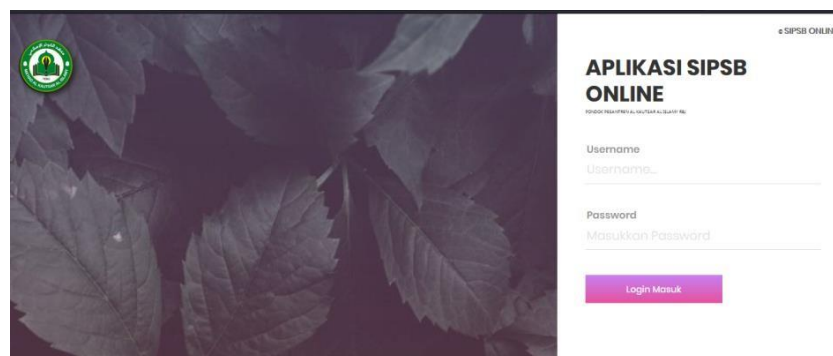 e SIPSB ONLIN
APLIKASI SIPSB
ONLINE
Username
Username...
Password
Masukkan Password
Login Masuk